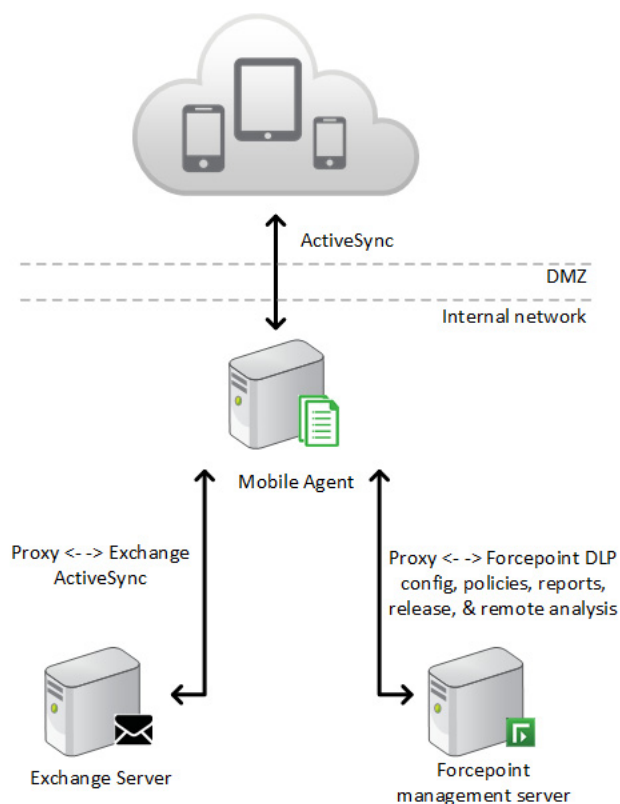 ActiveSync
DMZ
Internal network
Mobile Agent
Proxy <--> Exchange
ActiveSync
Proxy <--> Forcepoint DLP
config, policies, reports,
release, & remote analysis
Exchange Server
Forcepoint
management server